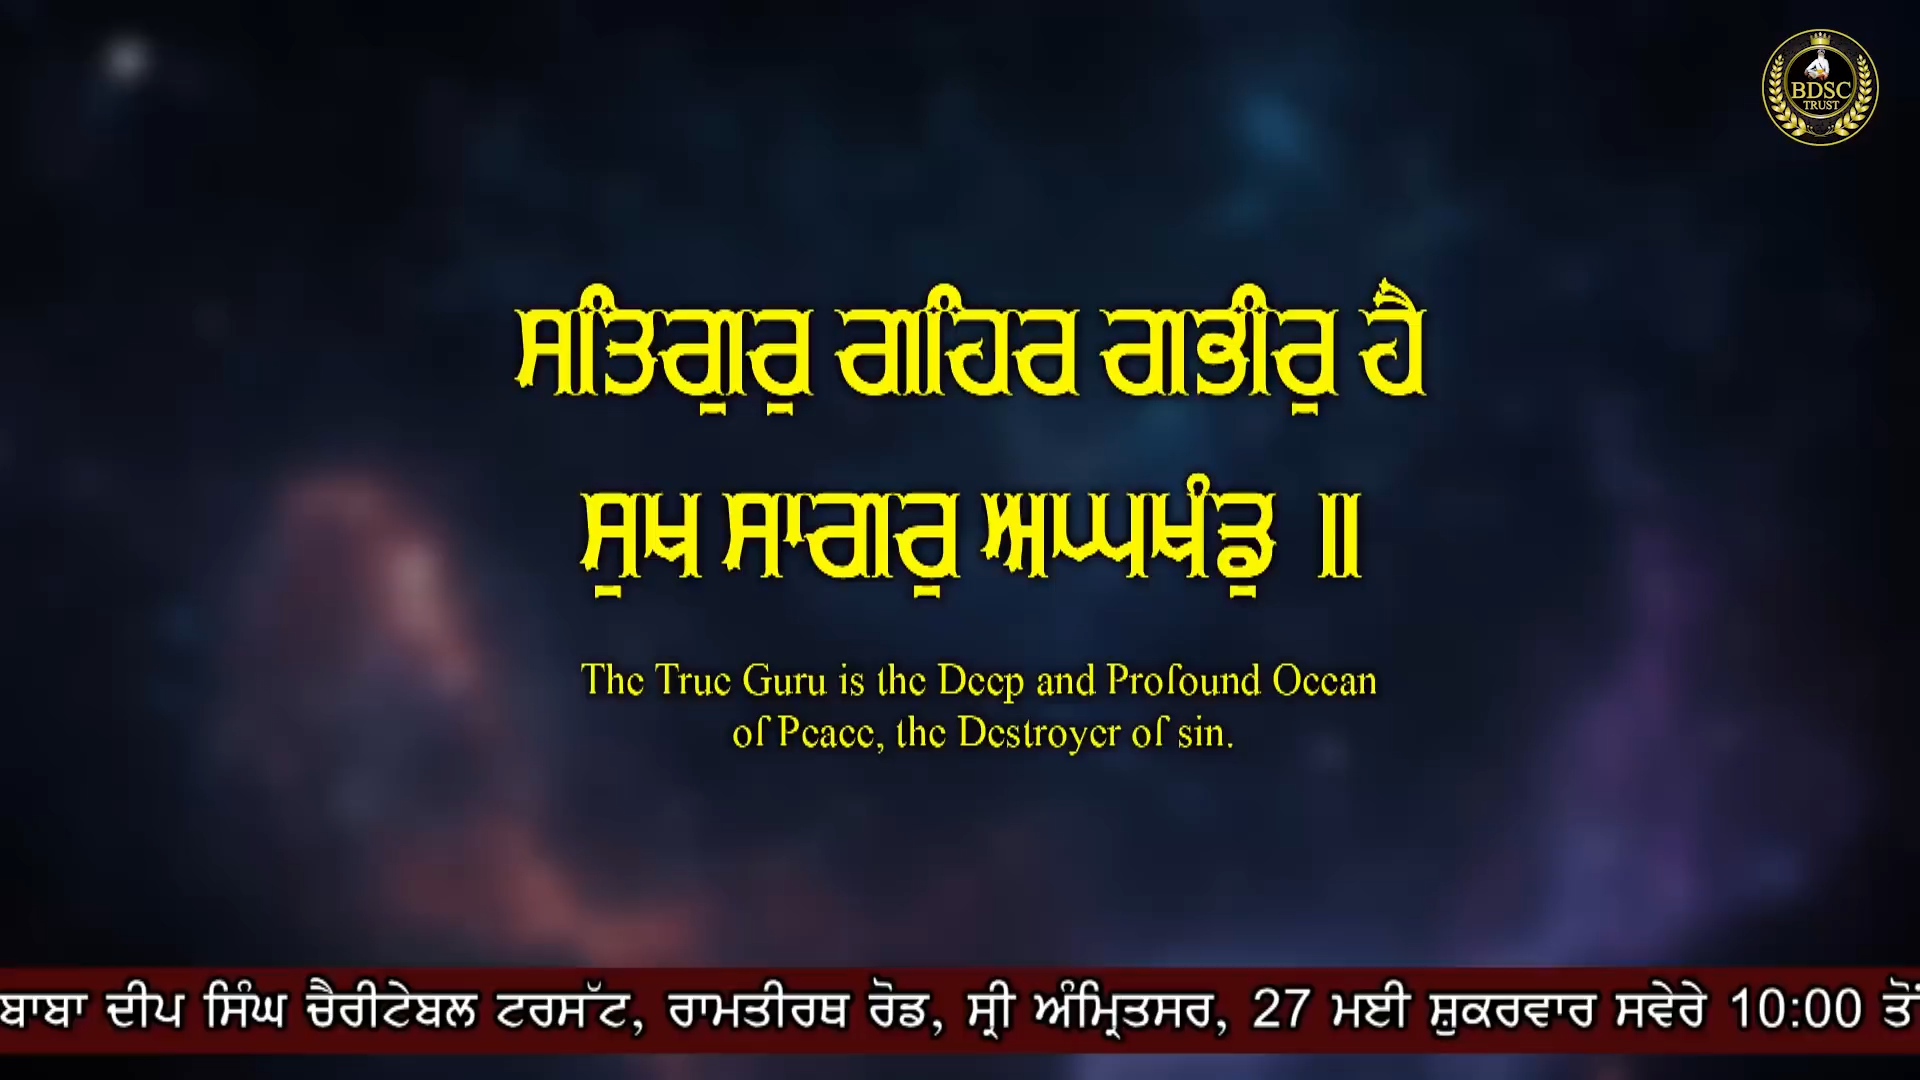 BDSC
TRUST
ਸਤਿਗੁਰੁ ਗਹਿਰ ਗਭੀਰੁ ਹੈ
ਸੁਖ ਸਾਗਰੁ ਅਘਖੰਡੁ ॥
The True Guru is the Deep and Profound Ocean
of Peace, the Destroyer of sin.
ਬਾਬਾ ਦੀਪ ਸਿੰਘ ਚੈਰੀਟੇਬਲ ਟਰਸੱਟ, ਰਾਮਤੀਰਥ ਰੋਡ, ਸ੍ਰੀ ਅੰਮ੍ਰਿਤਸਰ, 27 ਮਈ ਸ਼ੁਕਰਵਾਰ ਸਵੇਰੇ 10:00 ਤੋਂ